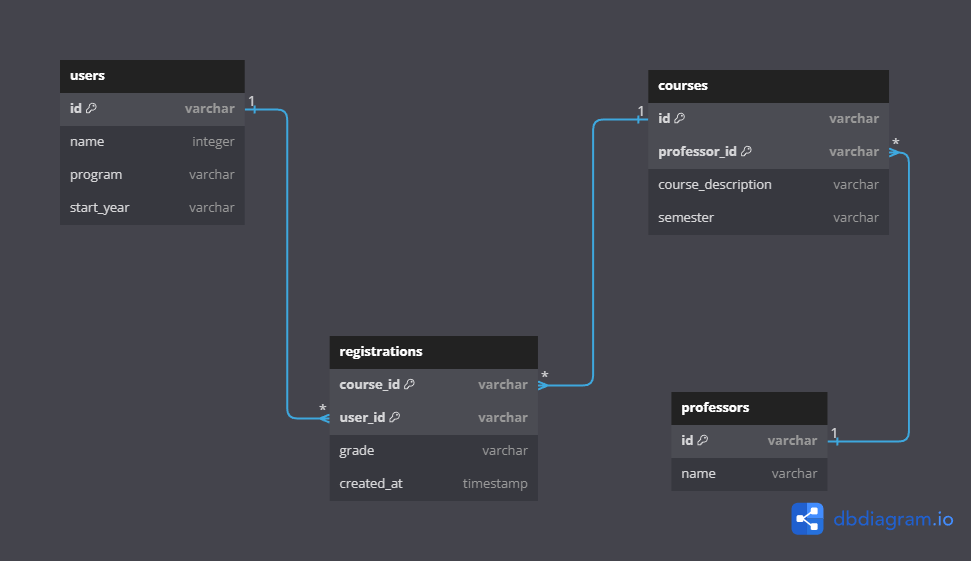 users
id varchar
name integer
program varchar
start_year varchar
1
*
registrations
course_id varchar
user_id varchar
grade varchar
created_at timestamp
*
1
courses
id varchar
professor_id varchar
course_description varchar
semester varchar
*
professors
id varchar
name varchar
1
dbdiagram.io